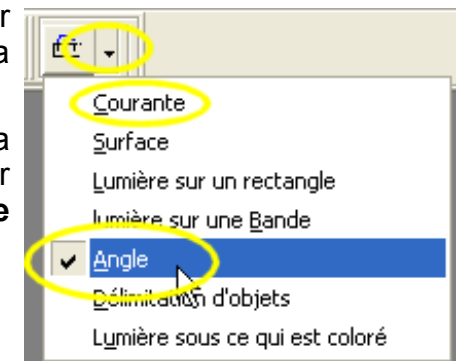 r
a
a
r
e
Courante
Surface
Lumière sur un rectangle
lumière sur une Bande
Angle
Délimitation d'objets
Lumière sous ce qui est coloré